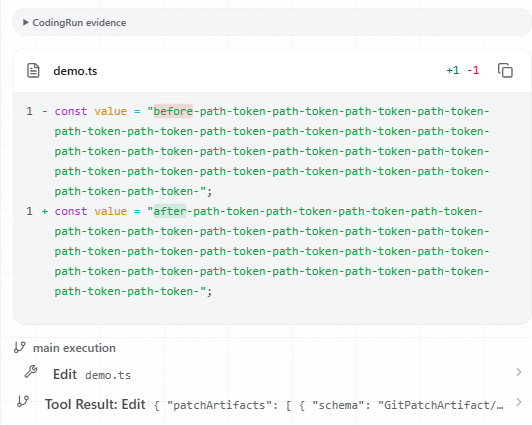 CodingRun evidence
demo.ts +1 -1
1 - const value = "before-path-token-path-token-path-token-path-token-
path-token-path-token-path-token-path-token-path-token-path-token-
path-token-path-token-path-token-path-token-path-token-path-token-
path-token-path-token-path-token-path-token-path-token-path-token-
path-token-path-token-";
1 + const value = "after-path-token-path-token-path-token-path-token-
path-token-path-token-path-token-path-token-path-token-path-token-
path-token-path-token-path-token-path-token-path-token-path-token-
path-token-path-token-path-token-path-token-path-token-path-token-
path-token-path-token-";
main execution
Edit demo.ts
Tool Result: Edit { "patchArtifacts": [ { "schema": "GitPatchArtifact/…